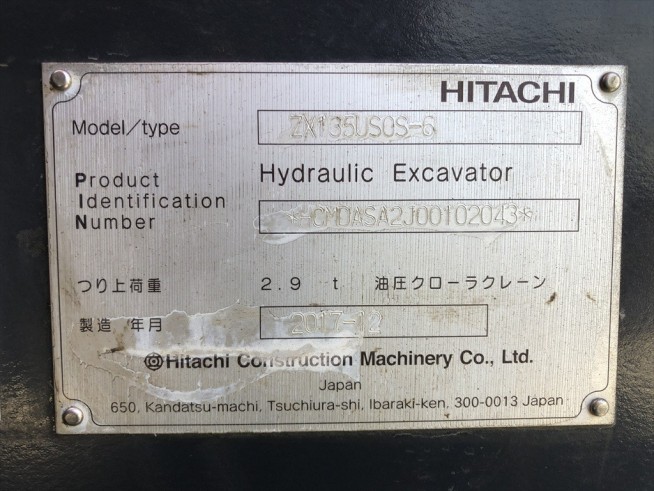 HITACHI
Model/type ZX135USOS-6
Product Hydraulic Excavator
Identification
Number *HCMDASA2J00102043*
つり上荷重 2.9 t 油圧クローラクレーン
製造 年月 2017-12
Hitachi Construction Machinery Co., Ltd.
Japan
650, Kandatsu-machi, Tsuchiura-shi, Ibaraki-ken, 300-0013 Japan